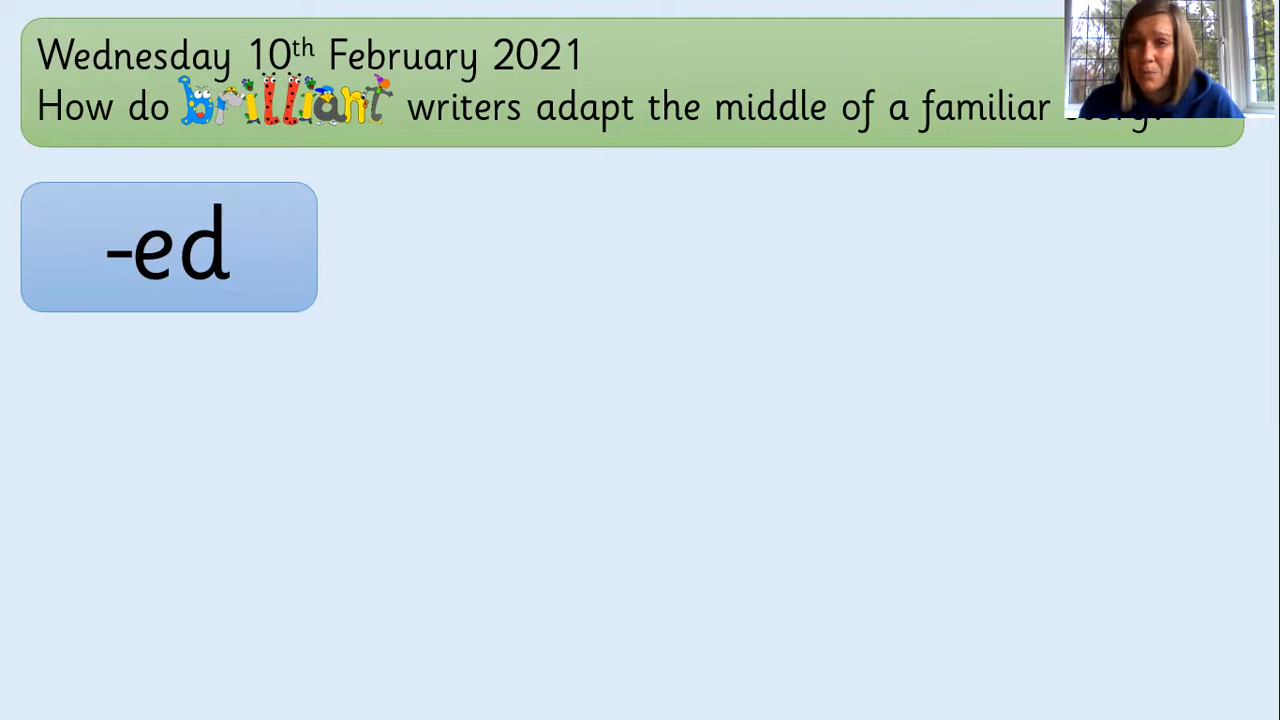 Wednesday 10th February 2021
How do brilliant writers adapt the middle of a familiar
-ed